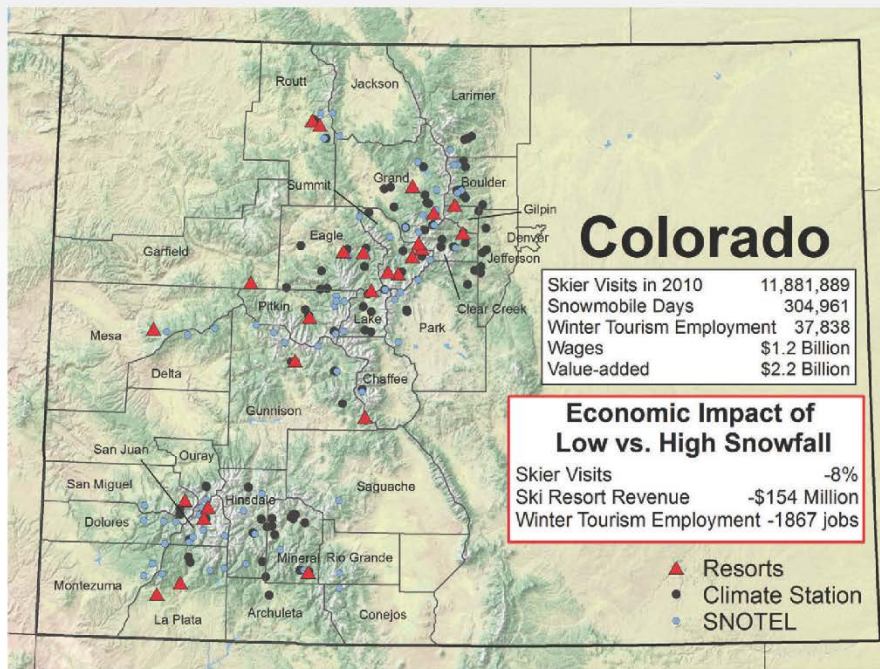 Routt
Jackson
Larimer
Grand
Summit
Boulder
Gilpin
Eagle
Denver
Garfield
Jefferson
Colorado
Pitkin
Clear Creek
Lake
Park
Mesa
Delta
Chaffee
Gunnison
Skier Visits in 2010 11,881,889
Snowmobile Days 304,961
Winter Tourism Employment 37,838
Wages $1.2 Billion
Value-added $2.2 Billion
Economic Impact of
Low vs. High Snowfall
Skier Visits -8%
Ski Resort Revenue -$154 Million
Winter Tourism Employment -1867 jobs
San Juan
Ouray
San Miguel
Hinsdale
Saguache
Dolores
Mineral
Rio Grande
Montezuma
La Plata
Archuleta
Conejos
Resorts
Climate Station
SNOTEL